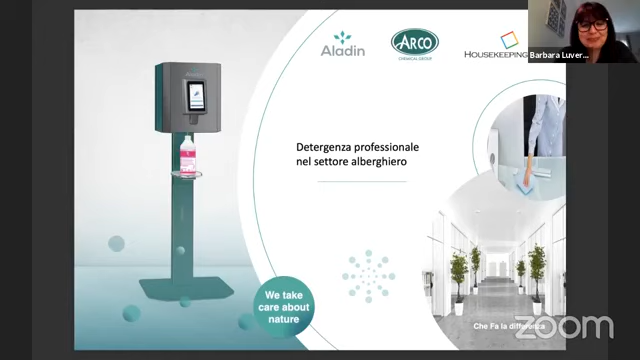 Aladin
ARCO
CHEMICAL GROUP
HOUSEKEEPING
Barbara Luver...
Detergenza professionale
nel settore alberghiero
We take
care about
nature
Che Fa la differenza
zoom